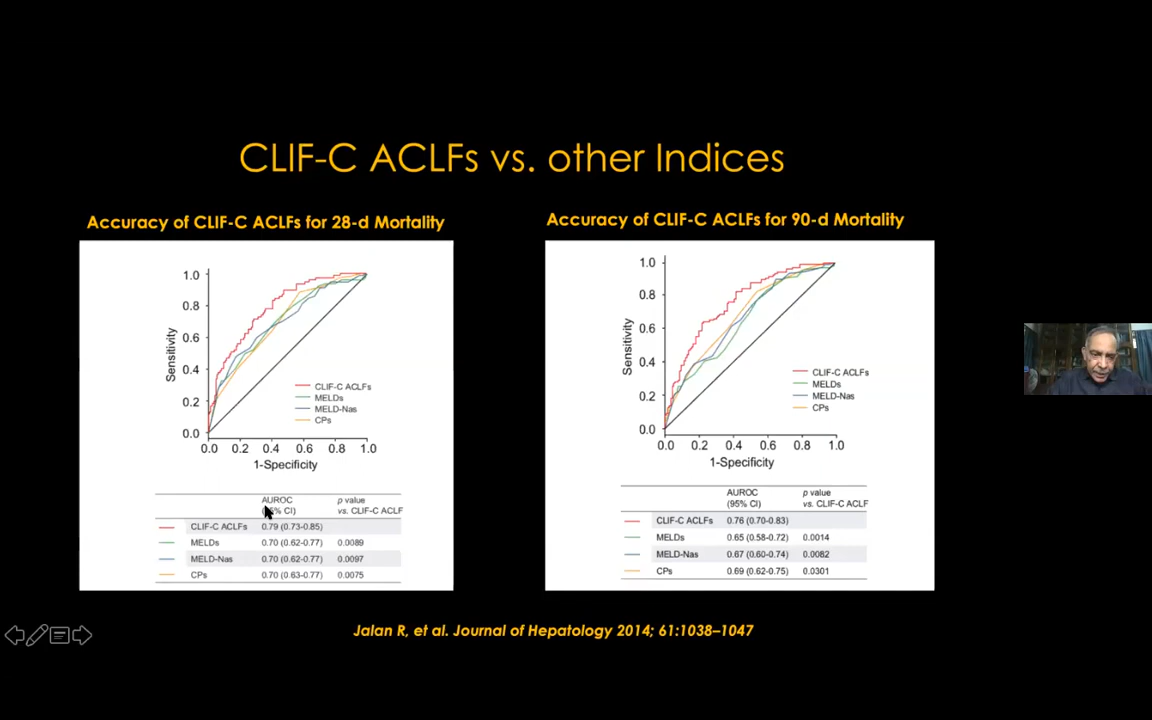 CLIF-C ACLFs vs. other Indices
Accuracy of CLIF-C ACLFs for 28-d Mortality
1.0
0.8
0.6
0.4
0.2
0.0
Sensitivity
CLIF-C ACLFs
MELDs
MELD-Nas
CPs
0.0 0.2 0.4 0.6 0.8 1.0
1-Specificity
AUROC p value
CI) vs. CLIF-C ACLF
CLIF-C ACLFs 0.79 (0.73-0.85)
MELDs 0.70 (0.62-0.77) 0.0089
MELD-Nas 0.70 (0.62-0.77) 0.0097
CPs 0.70 (0.63-0.77) 0.0075
Accuracy of CLIF-C ACLFs for 90-d Mortality
1.0
0.8
0.6
0.4
0.2
0.0
Sensitivity
CLIF-C ACLFs
MELDs
MELD-Nas
CPs
0.0 0.2 0.4 0.6 0.8 1.0
1-Specificity
AUROC p value
(95% CI) vs. CLIF-C ACLF
CLIF-C ACLFs 0.76 (0.70-0.83)
MELDs 0.65 (0.58-0.72) 0.0014
MELD-Nas 0.67 (0.60-0.74) 0.0082
CPs 0.69 (0.62-0.75) 0.0301
Jalan R, et al. Journal of Hepatology 2014; 61:1038–1047